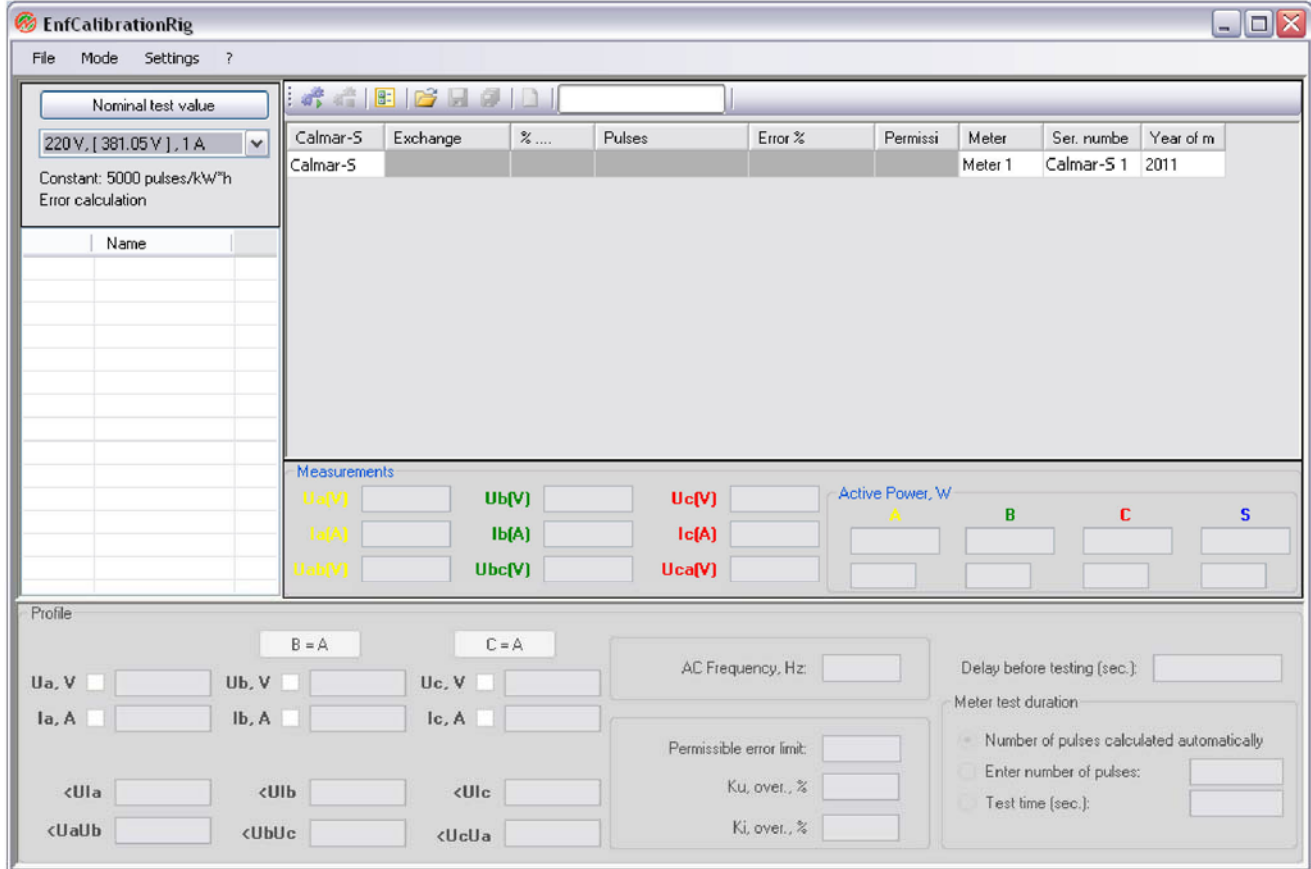 EnfCalibrationRig
File Mode Settings ?
Nominal test value
220 V, [ 381.05 V ] , 1 A
Constant: 5000 pulses/kW*h
Error calculation
Name
Calmar-S Exchange % .... Pulses Error % Permissi Meter Ser. numbe Year of m
Calmar-S Meter 1 Calmar-S 1 2011
Measurements
Ua(V) Ub(V) Uc(V)
Ia(A) Ib(A) Ic(A)
Uab(V) Ubc(V) Uca(V)
Active Power, W
A B C S
Profile
B = A C = A
Ua, V Ub, V Uc, V
Ia, A Ib, A Ic, A
<UIa <UIb <UIc
<UaUb <UbUc <UcUa
AC Frequency, Hz:
Permissible error limit:
Ku, over., %
Ki, over., %
Delay before testing (sec.):
Meter test duration
Number of pulses calculated automatically
Enter number of pulses:
Test time (sec.):